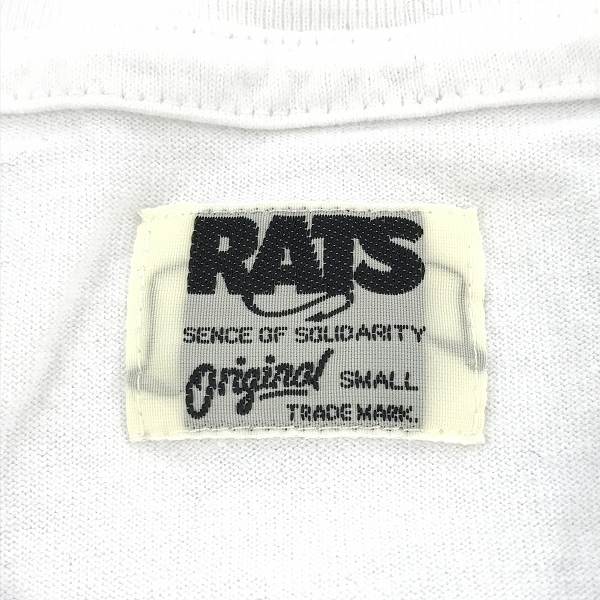 RATS
SENCE OF SOLIDARITY
Original SMALL
TRADE MARK.